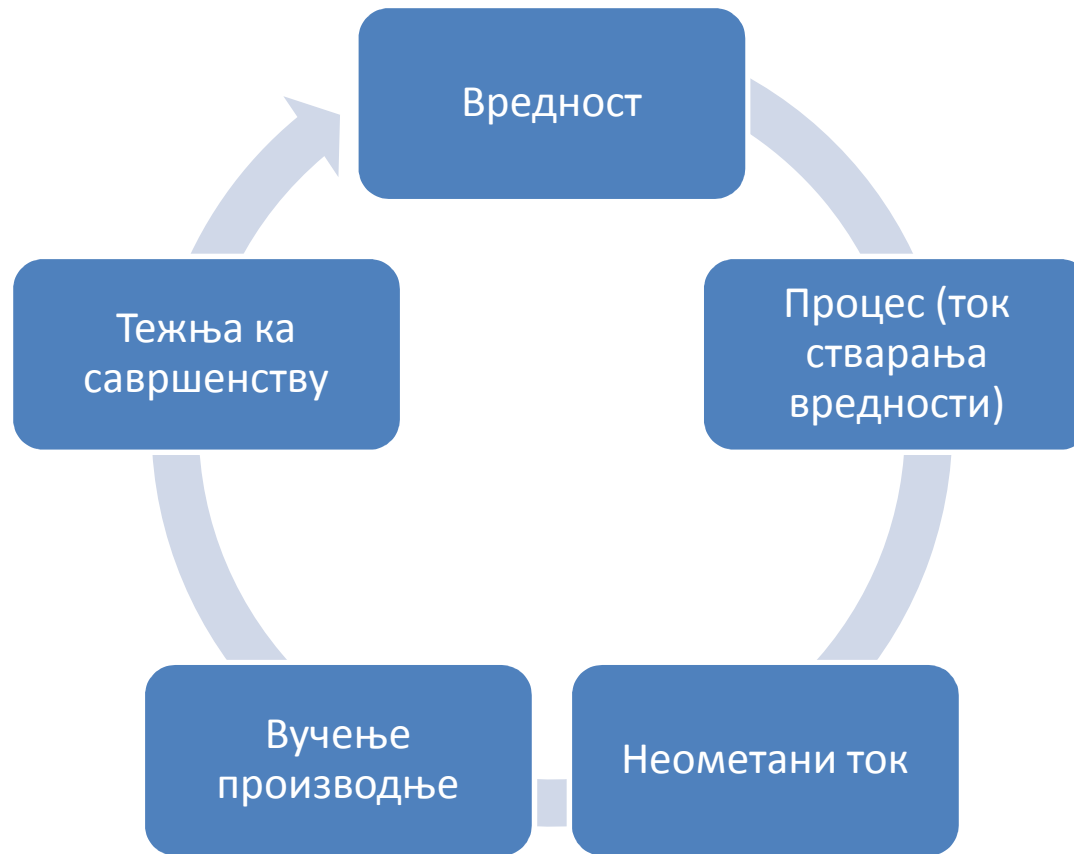 Вредност
Процес (ток
стварања
вредности)
Неометани ток
Вучење
производње
Тежња ка
савршенству